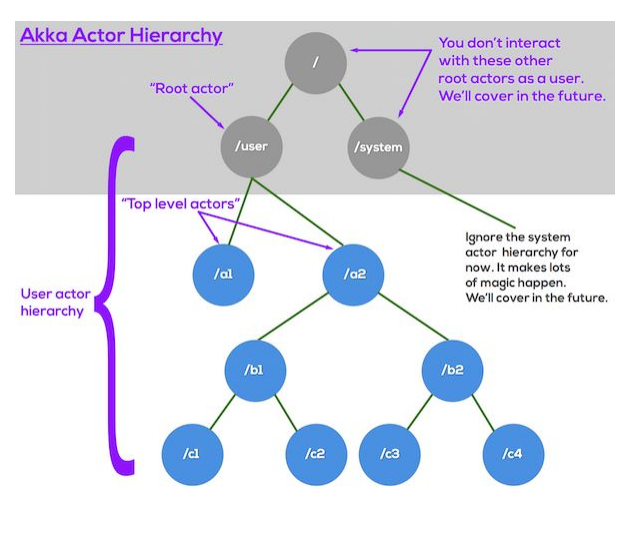 Akka Actor Hierarchy
You don't interact
with these other
root actors as a user.
We'll cover in the future.
/
"Root actor"
/user
/system
"Top level actors"
Ignore the system
actor hierarchy for
now. It makes lots
of magic happen.
We'll cover in the future.
/a1
/a2
User actor
hierarchy
/b1
/b2
/c1
/c2
/c3
/c4